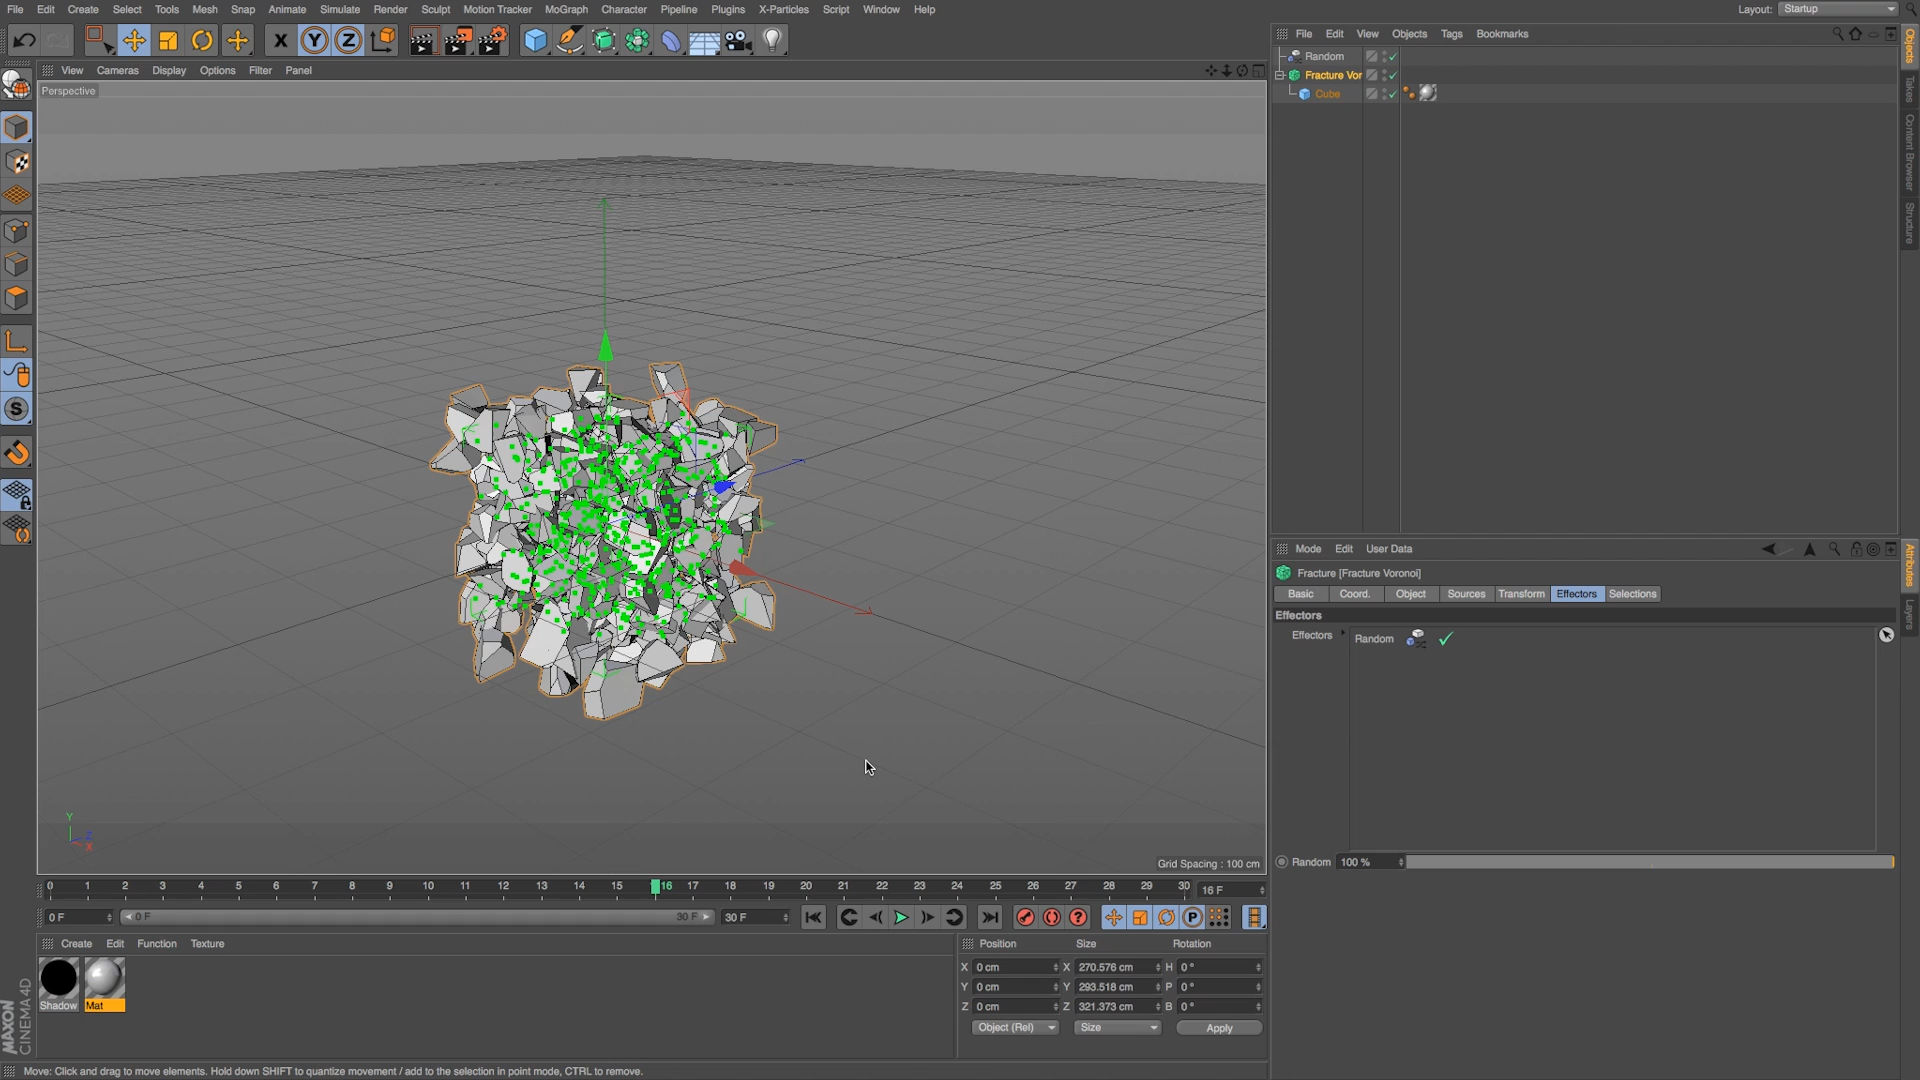 File Edit Create Select Tools Mesh Snap Animate Simulate Render Sculpt Motion Tracker MoGraph Character Pipeline Plugins X-Particles Script Window Help
Layout: Startup
X Y Z
View Cameras Display Options Filter Panel
Perspective
Grid Spacing : 100 cm
Y
Z
X
0 1 2 3 4 5 6 7 8 9 10 11 12 13 14 15 16 17 18 19 20 21 22 23 24 25 26 27 28 29 30 16 F
0 F 0 F 30 F 30 F P
Create Edit Function Texture
Shadow Mat
MAXON
CINEMA 4D
Position Size Rotation
X 0 cm X 270.576 cm H 0 °
Y 0 cm Y 293.518 cm P 0 °
Z 0 cm Z 321.373 cm B 0 °
Object (Rel) Size Apply
Move: Click and drag to move elements. Hold down SHIFT to quantize movement / add to the selection in point mode, CTRL to remove.
File Edit View Objects Tags Bookmarks
Random
Fracture Vor
Cube
Objects
Takes
Content Browser
Structure
Mode Edit User Data
Fracture [Fracture Voronoi]
Basic Coord. Object Sources Transform Effectors Selections
Effectors
Effectors Random
Random 100 %
Attributes
Layers